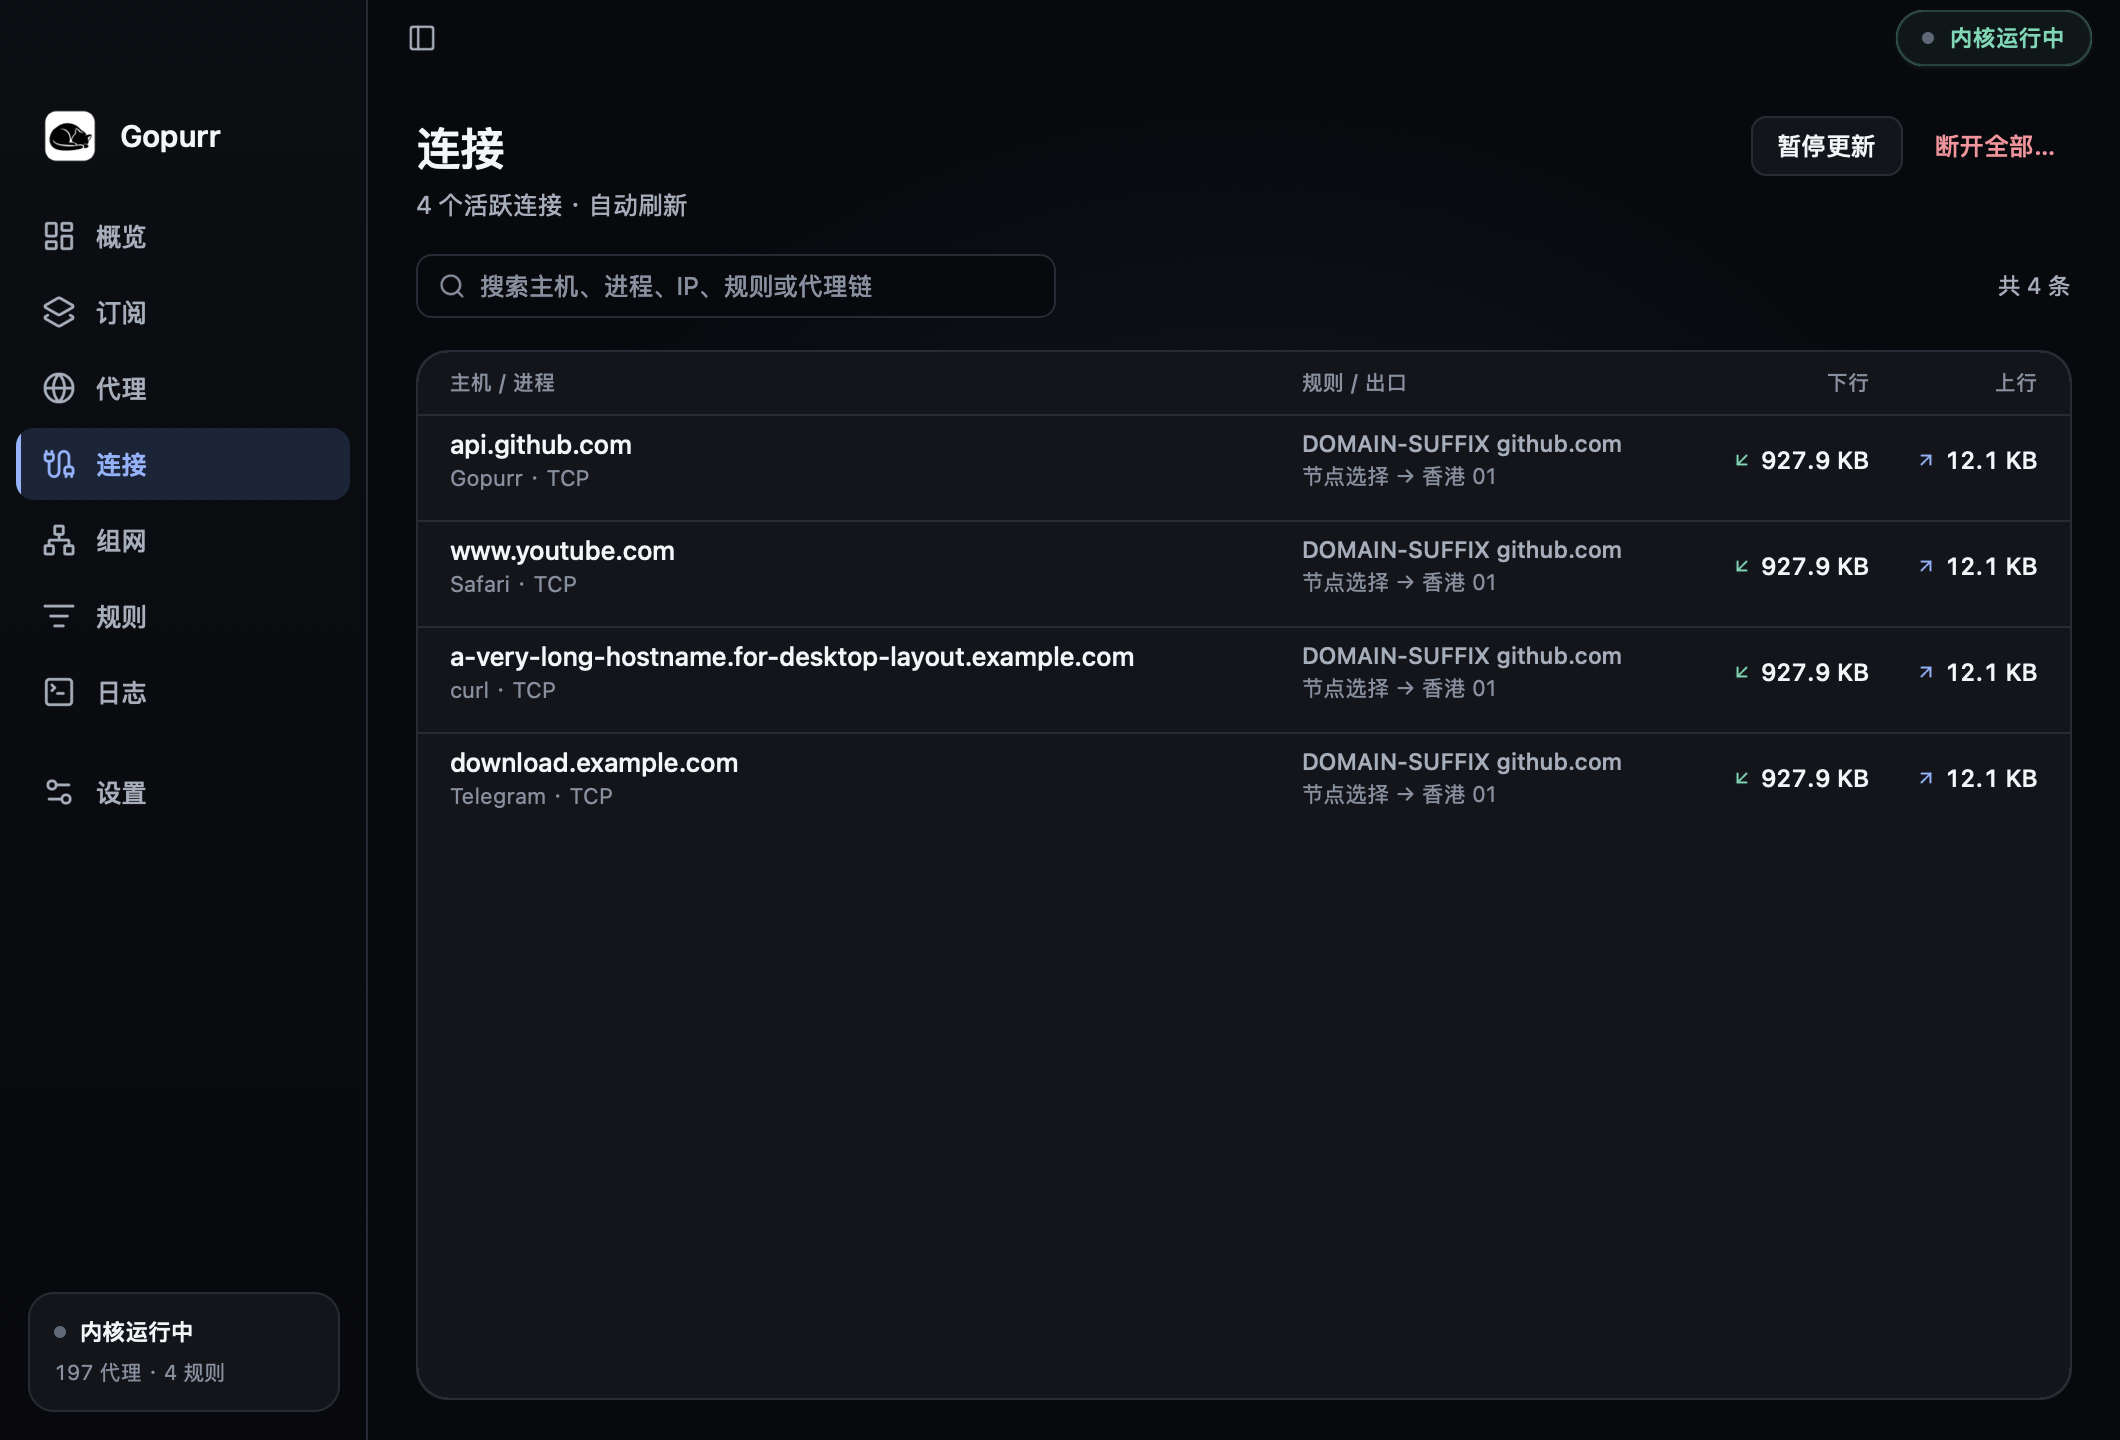 内核运行中
Gopurr
概览
订阅
代理
连接
组网
规则
日志
设置
内核运行中
197 代理 · 4 规则
连接
暂停更新
断开全部...
4 个活跃连接 · 自动刷新
搜索主机、进程、IP、规则或代理链
共 4 条
主机 / 进程 规则 / 出口 下行 上行
api.github.com DOMAIN-SUFFIX github.com 927.9 KB 12.1 KB
Gopurr · TCP 节点选择 → 香港 01
www.youtube.com DOMAIN-SUFFIX github.com 927.9 KB 12.1 KB
Safari · TCP 节点选择 → 香港 01
a-very-long-hostname.for-desktop-layout.example.com DOMAIN-SUFFIX github.com 927.9 KB 12.1 KB
curl · TCP 节点选择 → 香港 01
download.example.com DOMAIN-SUFFIX github.com 927.9 KB 12.1 KB
Telegram · TCP 节点选择 → 香港 01